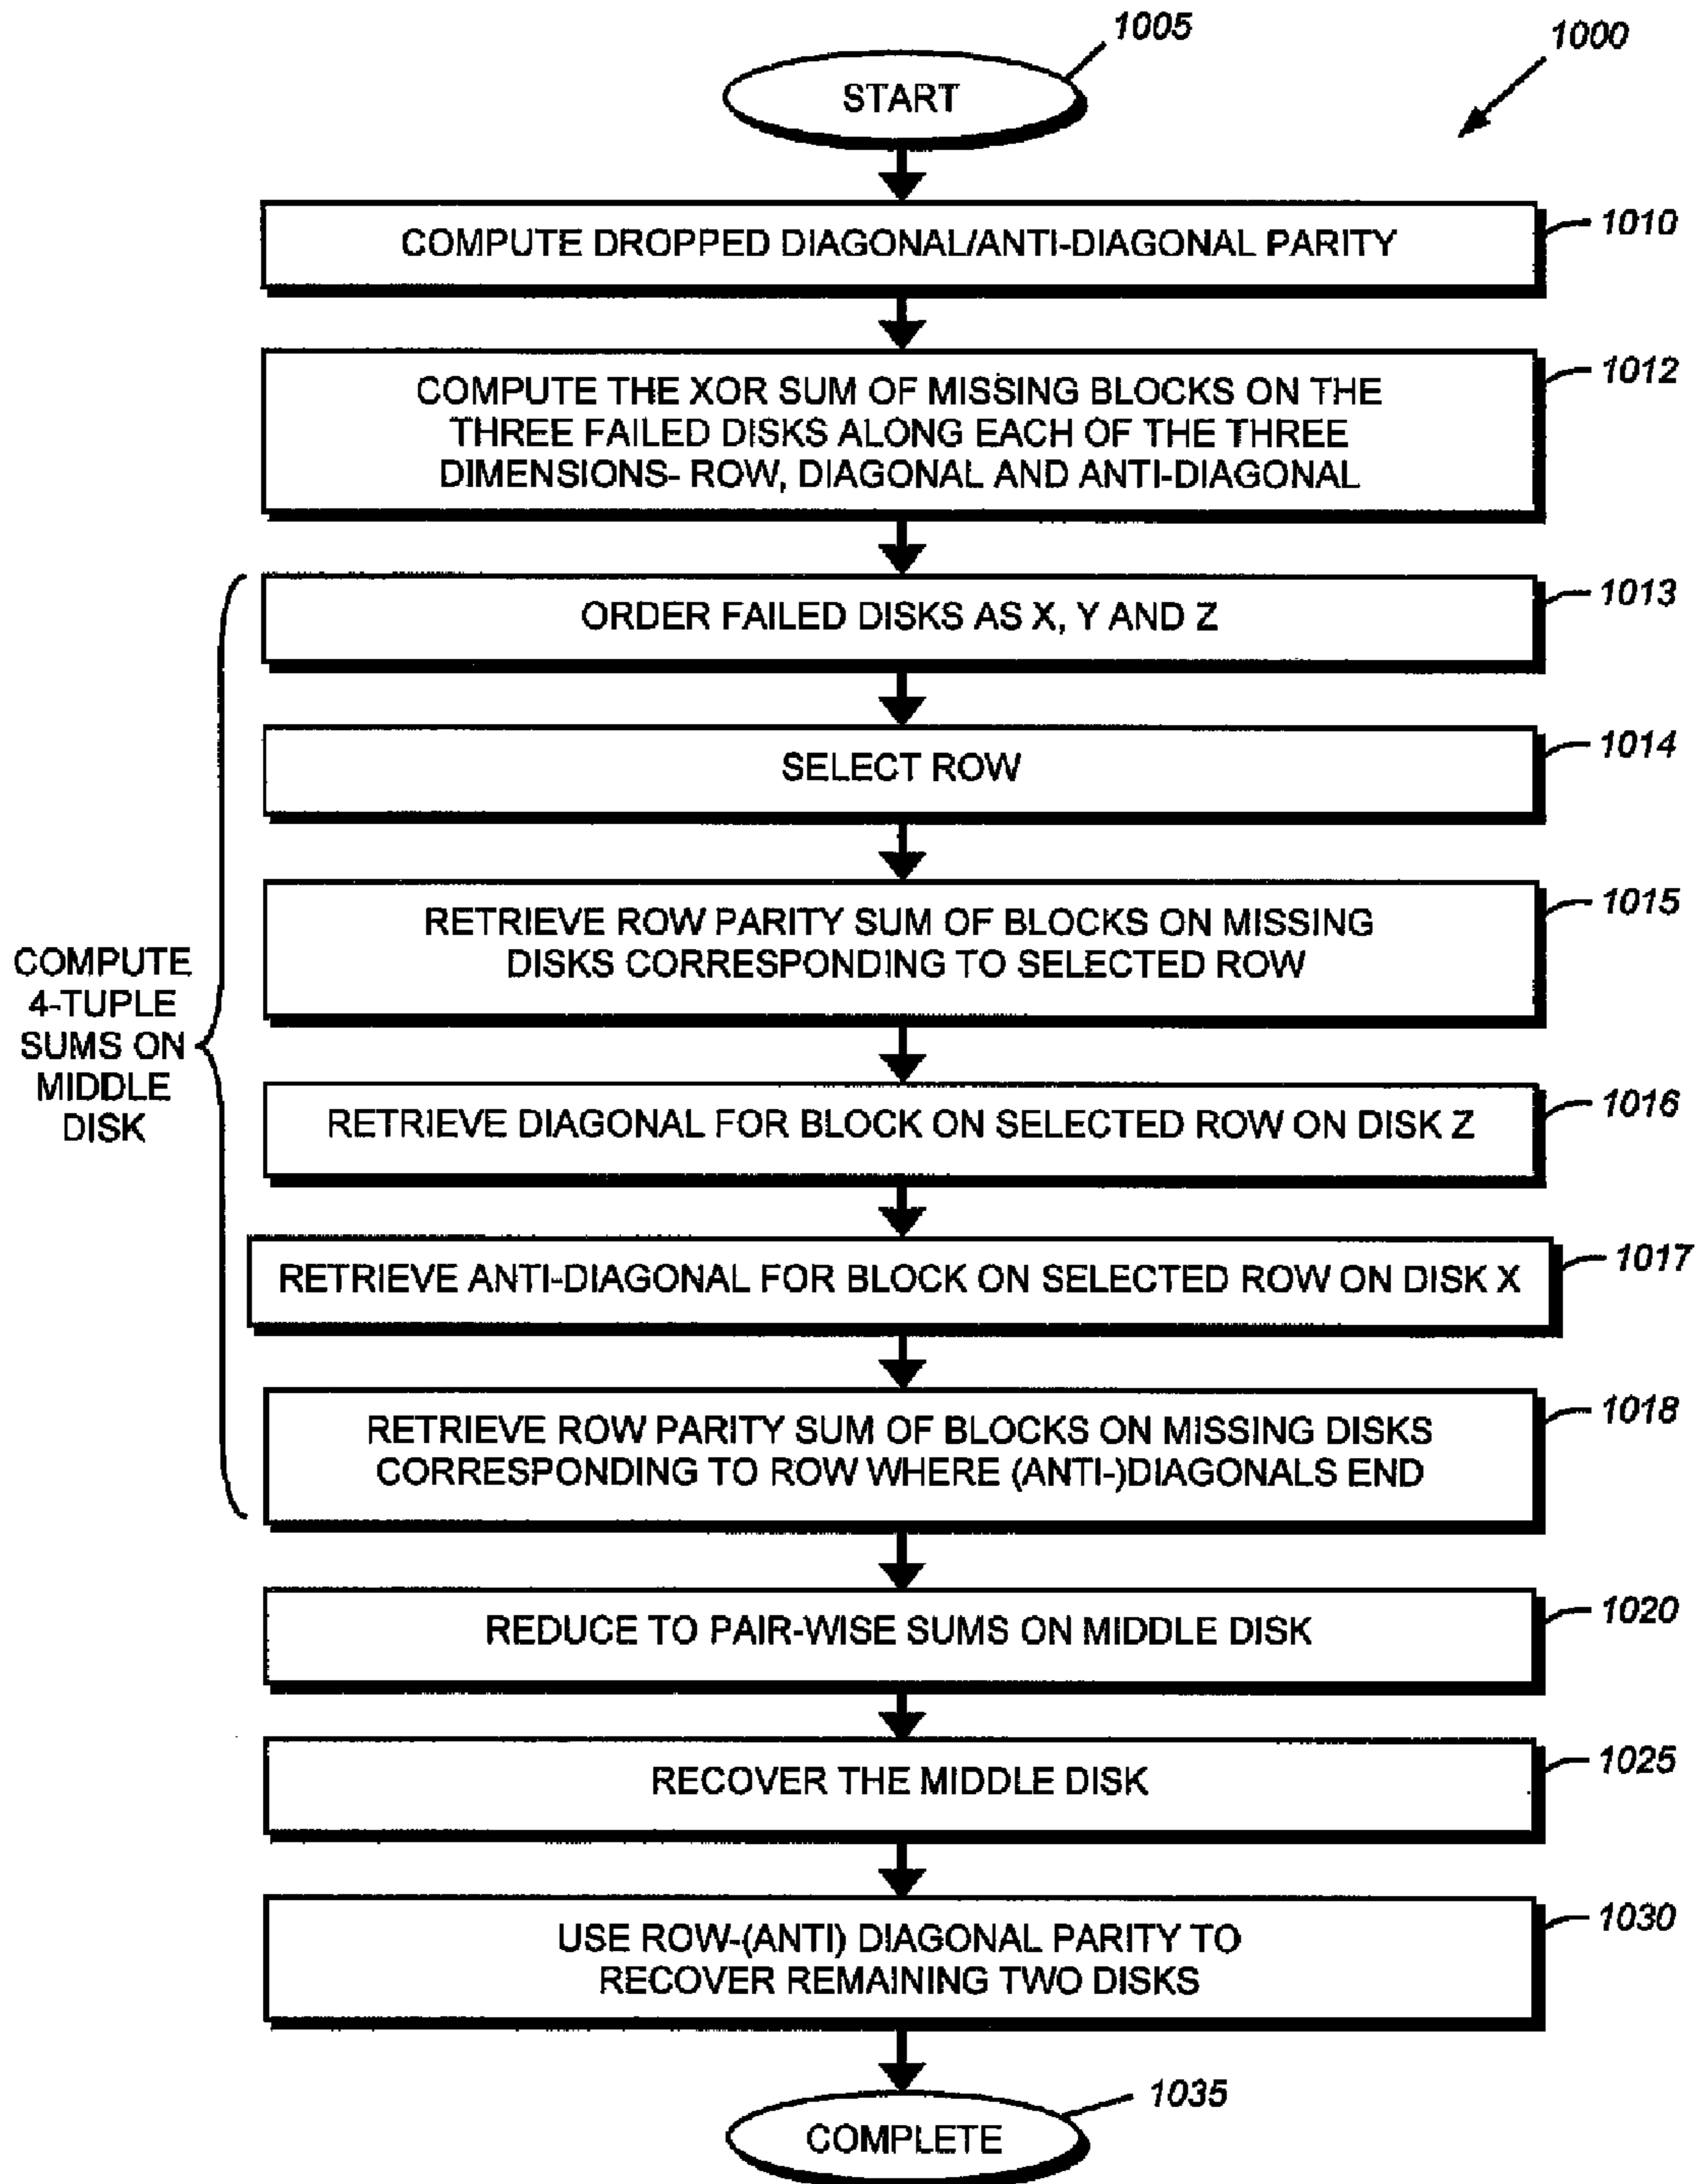 1005
1000
START
COMPUTE DROPPED DIAGONAL/ANTI-DIAGONAL PARITY
1010
COMPUTE THE XOR SUM OF MISSING BLOCKS ON THE
THREE FAILED DISKS ALONG EACH OF THE THREE
DIMENSIONS- ROW, DIAGONAL AND ANTI-DIAGONAL
1012
ORDER FAILED DISKS AS X, Y AND Z
1013
SELECT ROW
1014
RETRIEVE ROW PARITY SUM OF BLOCKS ON MISSING
DISKS CORRESPONDING TO SELECTED ROW
1015
COMPUTE
4-TUPLE
SUMS ON
MIDDLE
DISK
RETRIEVE DIAGONAL FOR BLOCK ON SELECTED ROW ON DISK Z
1016
RETRIEVE ANTI-DIAGONAL FOR BLOCK ON SELECTED ROW ON DISK X
1017
RETRIEVE ROW PARITY SUM OF BLOCKS ON MISSING DISKS
CORRESPONDING TO ROW WHERE (ANTI-)DIAGONALS END
1018
REDUCE TO PAIR-WISE SUMS ON MIDDLE DISK
1020
RECOVER THE MIDDLE DISK
1025
USE ROW-(ANTI) DIAGONAL PARITY TO
RECOVER REMAINING TWO DISKS
1030
1035
COMPLETE